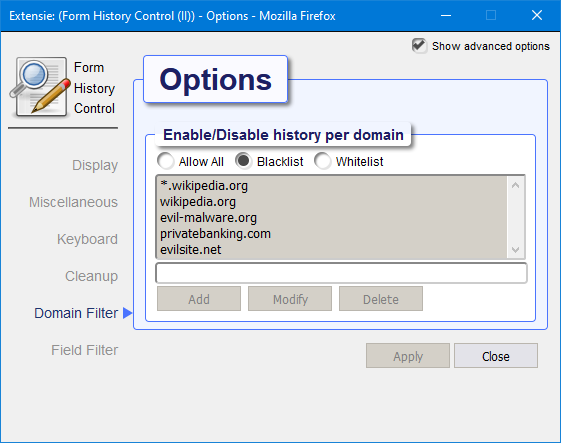 Extensie: (Form History Control (II)) - Options - Mozilla Firefox
Show advanced options
Form
History
Control
Options
Display
Miscellaneous
Keyboard
Cleanup
Domain Filter
Field Filter
Enable/Disable history per domain
Allow All Blacklist Whitelist
*.wikipedia.org
wikipedia.org
evil-malware.org
privatebanking.com
evilsite.net
Add Modify Delete
Apply Close